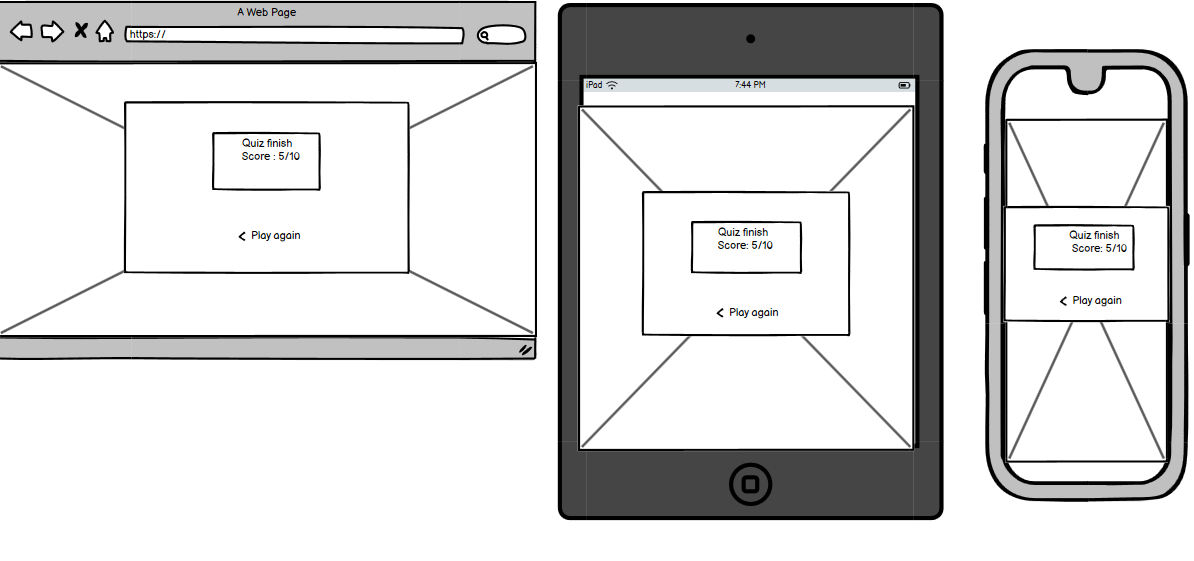 A Web Page
https://
Quiz finish
Score : 5/10
Play again
iPad
7:44 PM
Quiz finish
Score: 5/10
Play again
Quiz finish
Score: 5/10
Play again